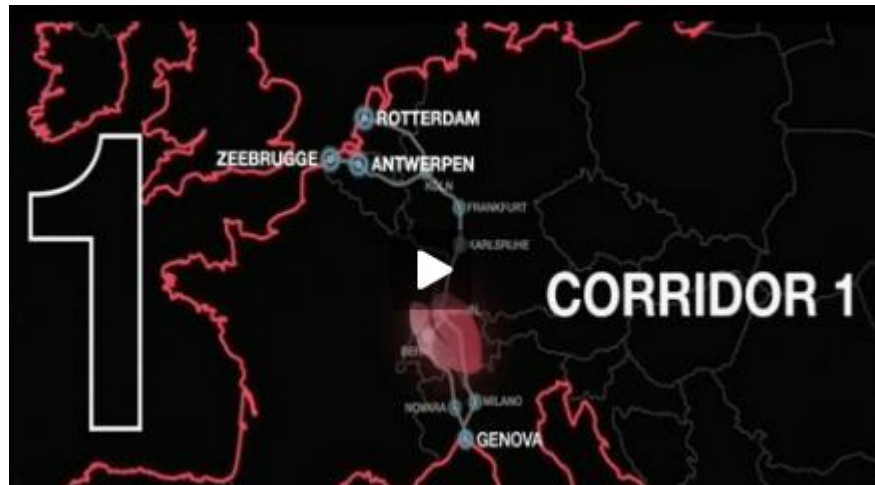 1
ROTTERDAM
ZEEBRUGGE
ANTWERPEN
KÖLN
FRANKFURT
KARLSRUHE
CORRIDOR 1
NOVARA
MILANO
GENOVA